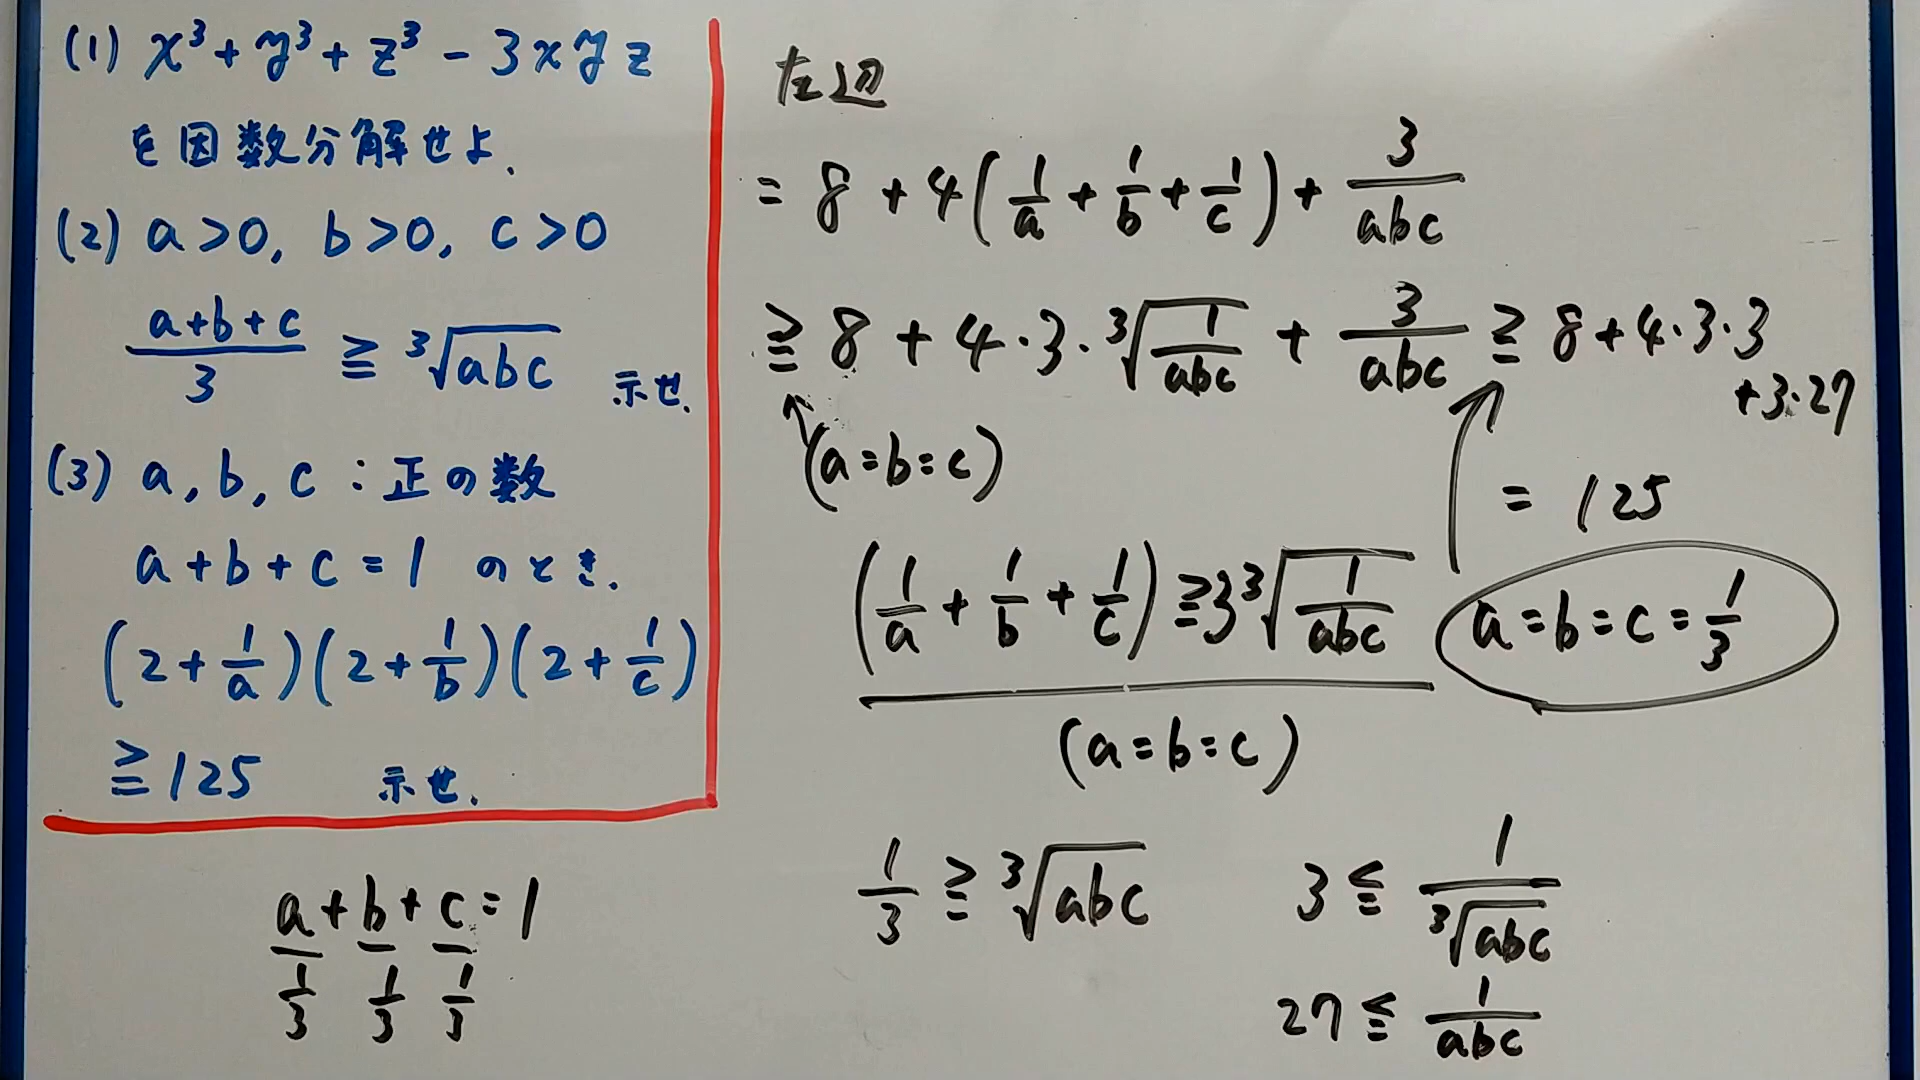 (1) x³+y³+z³-3xyz
を因数分解せよ.
(2) a>0, b>0, c>0
(a+b+c)/3 ≧ ³√(abc) 示せ.
(3) a, b, c : 正の数
a+b+c=1 のとき.
(2+1/a)(2+1/b)(2+1/c)
≧125 示せ.
a+b+c=1
1/3 1/3 1/3
左辺
= 8+4(1/a+1/b+1/c)+3/(abc)
≧ 8+4·3·³√(1/(abc))+3/(abc) ≧ 8+4·3·3
+3·27
(a=b=c)
= 125
(1/a+1/b+1/c)≧3³√(1/(abc))
a=b=c=1/3
(a=b=c)
1/3 ≧ ³√(abc)
3 ≦ 1/³√(abc)
27 ≦ 1/(abc)